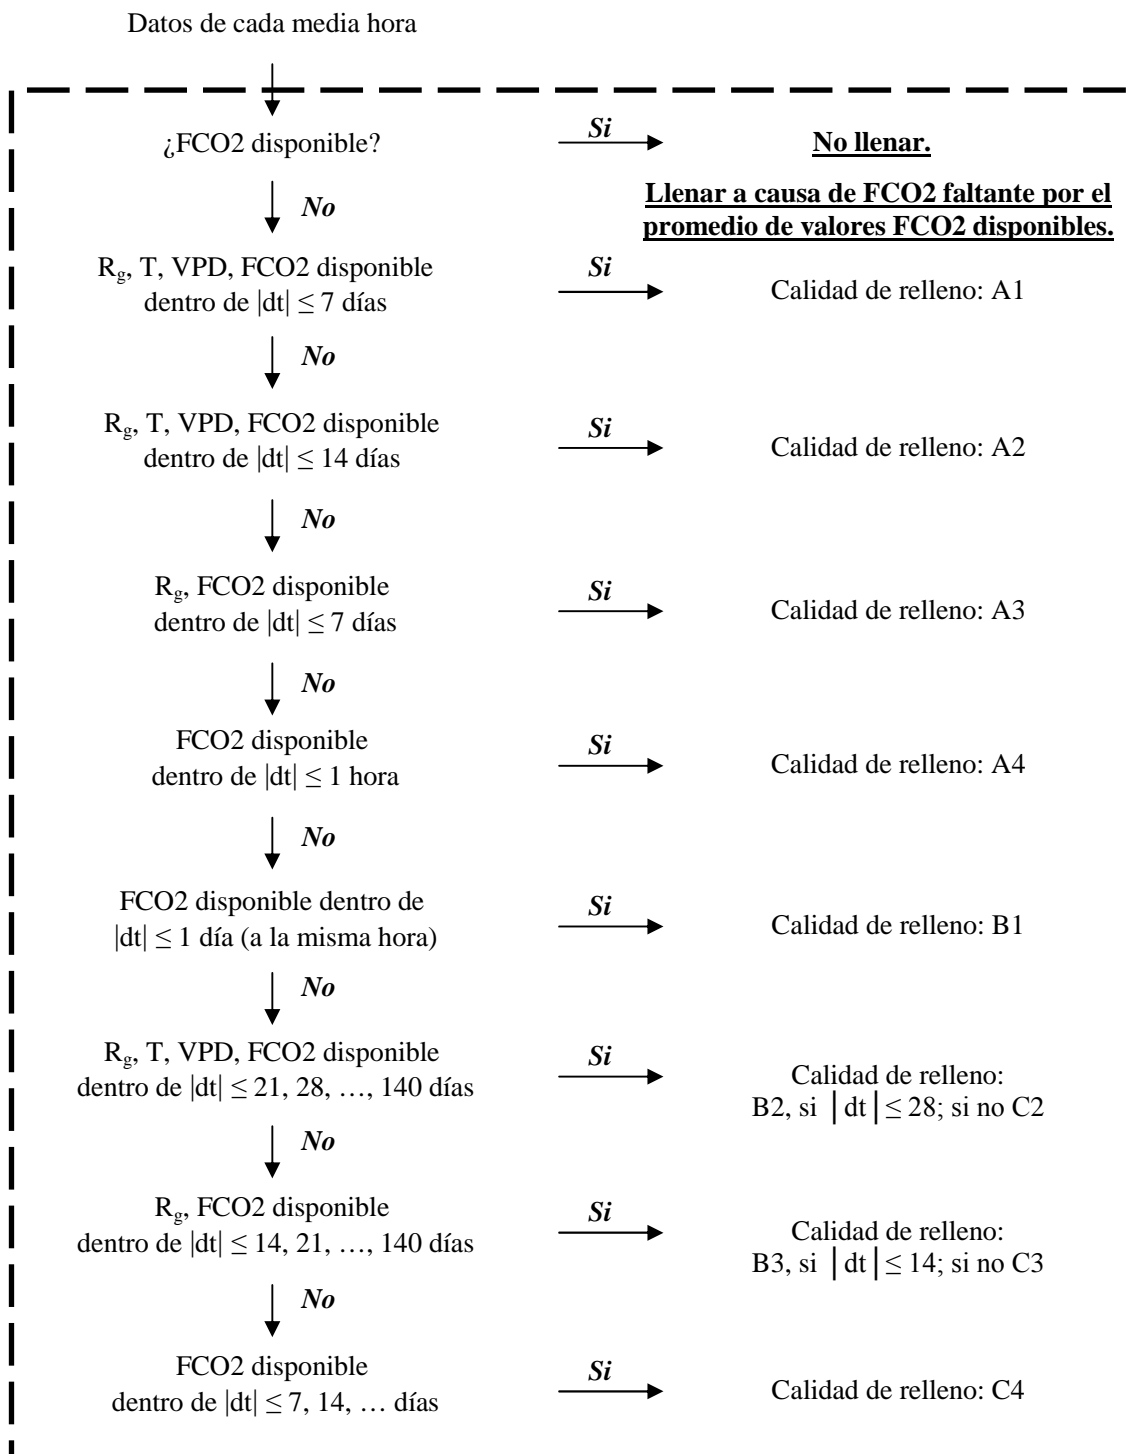 Datos de cada media hora
¿FCO2 disponible?
Si
No llenar.
No
Llenar a causa de FCO2 faltante por el
promedio de valores FCO2 disponibles.
Rg, T, VPD, FCO2 disponible
dentro de |dt| ≤ 7 días
Si
Calidad de relleno: A1
No
Rg, T, VPD, FCO2 disponible
dentro de |dt| ≤ 14 días
Si
Calidad de relleno: A2
No
Rg, FCO2 disponible
dentro de |dt| ≤ 7 días
Si
Calidad de relleno: A3
No
FCO2 disponible
dentro de |dt| ≤ 1 hora
Si
Calidad de relleno: A4
No
FCO2 disponible dentro de
|dt| ≤ 1 día (a la misma hora)
Si
Calidad de relleno: B1
No
Rg, T, VPD, FCO2 disponible
dentro de |dt| ≤ 21, 28, …, 140 días
Si
Calidad de relleno:
B2, si |dt| ≤ 28; si no C2
No
Rg, FCO2 disponible
dentro de |dt| ≤ 14, 21, …, 140 días
Si
Calidad de relleno:
B3, si |dt| ≤ 14; si no C3
No
FCO2 disponible
dentro de |dt| ≤ 7, 14, … días
Si
Calidad de relleno: C4